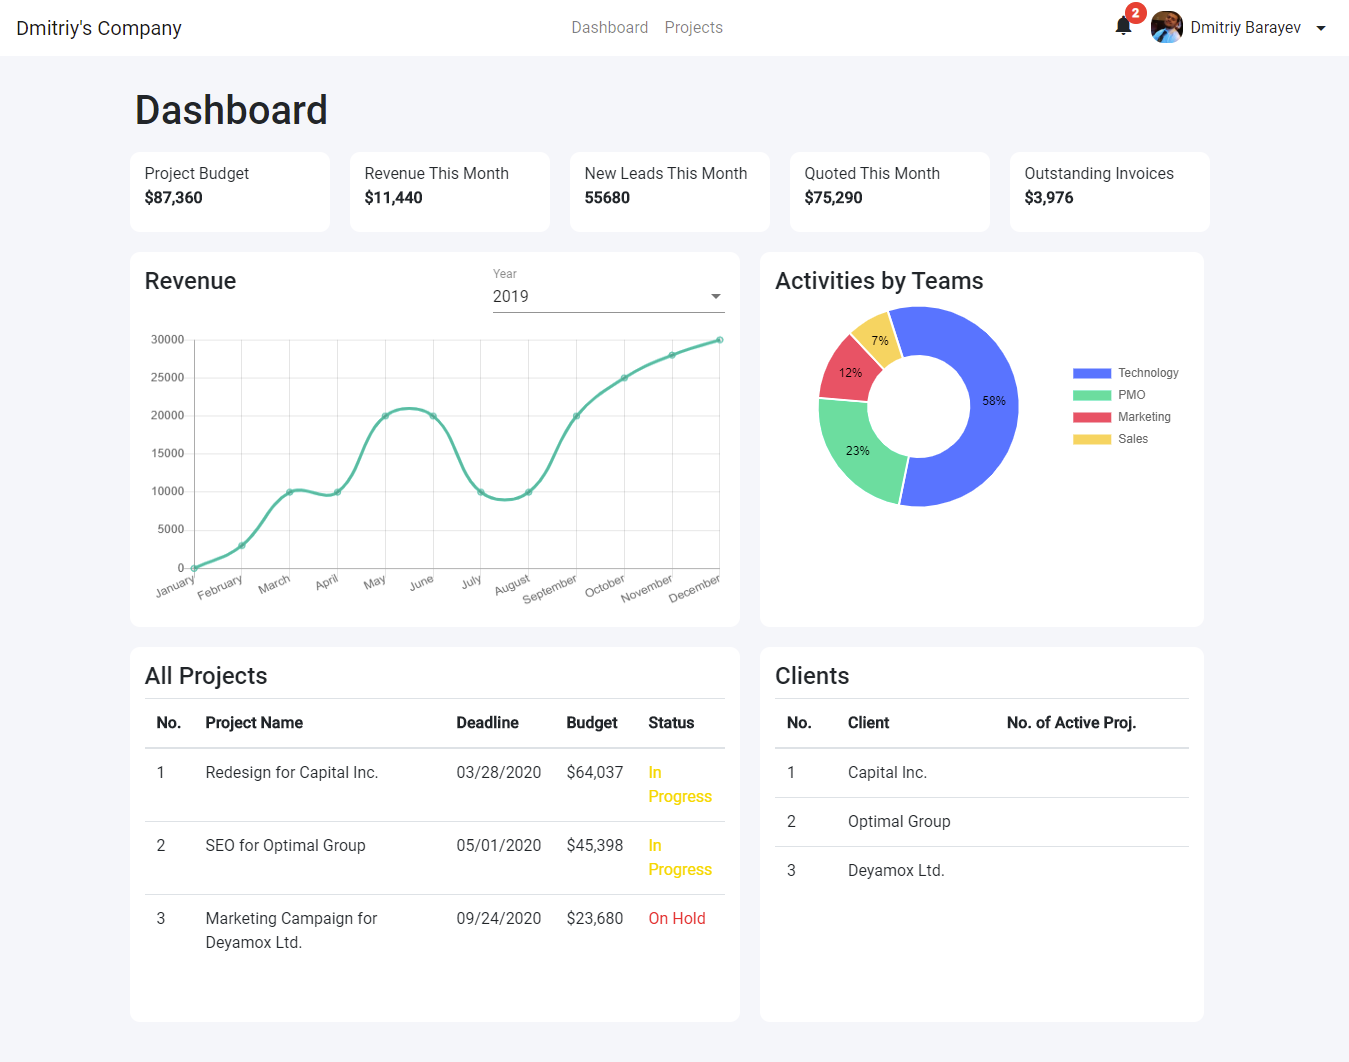 Dmitriy's Company
Dashboard Projects
2
Dmitriy Barayev
Dashboard
Project Budget
$87,360
Revenue This Month
$11,440
New Leads This Month
55680
Quoted This Month
$75,290
Outstanding Invoices
$3,976
Revenue
Year
2019
30000
25000
20000
15000
10000
5000
0
January February March April May June July August September October November December
Activities by Teams
7%
12%
58%
23%
Technology
PMO
Marketing
Sales
All Projects
No. Project Name Deadline Budget Status
1 Redesign for Capital Inc. 03/28/2020 $64,037 In
Progress
2 SEO for Optimal Group 05/01/2020 $45,398 In
Progress
3 Marketing Campaign for 09/24/2020 $23,680 On Hold
Deyamox Ltd.
Clients
No. Client No. of Active Proj.
1 Capital Inc.
2 Optimal Group
3 Deyamox Ltd.